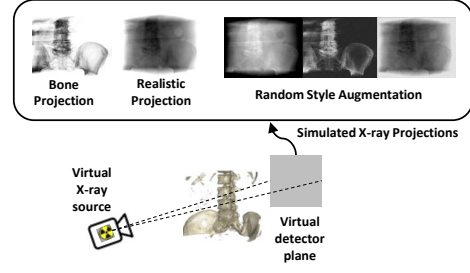 Bone
Projection
Realistic
Projection
Random Style Augmentation
Simulated X-ray Projections
Virtual
X-ray
source
Virtual
detector
plane